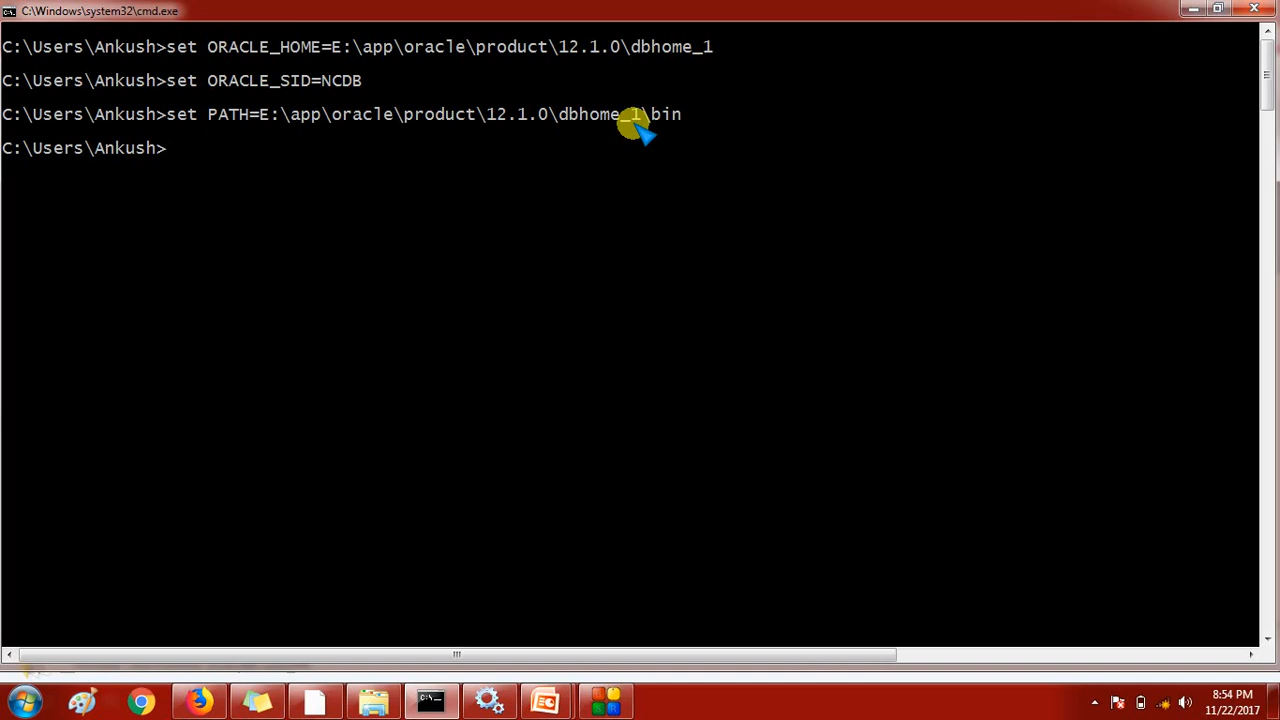 C:\Windows\system32\cmd.exe
C:\Users\Ankush>set ORACLE_HOME=E:\app\oracle\product\12.1.0\dbhome_1
C:\Users\Ankush>set ORACLE_SID=NCDB
C:\Users\Ankush>set PATH=E:\app\oracle\product\12.1.0\dbhome_1\bin
C:\Users\Ankush>
8:54 PM
11/22/2017